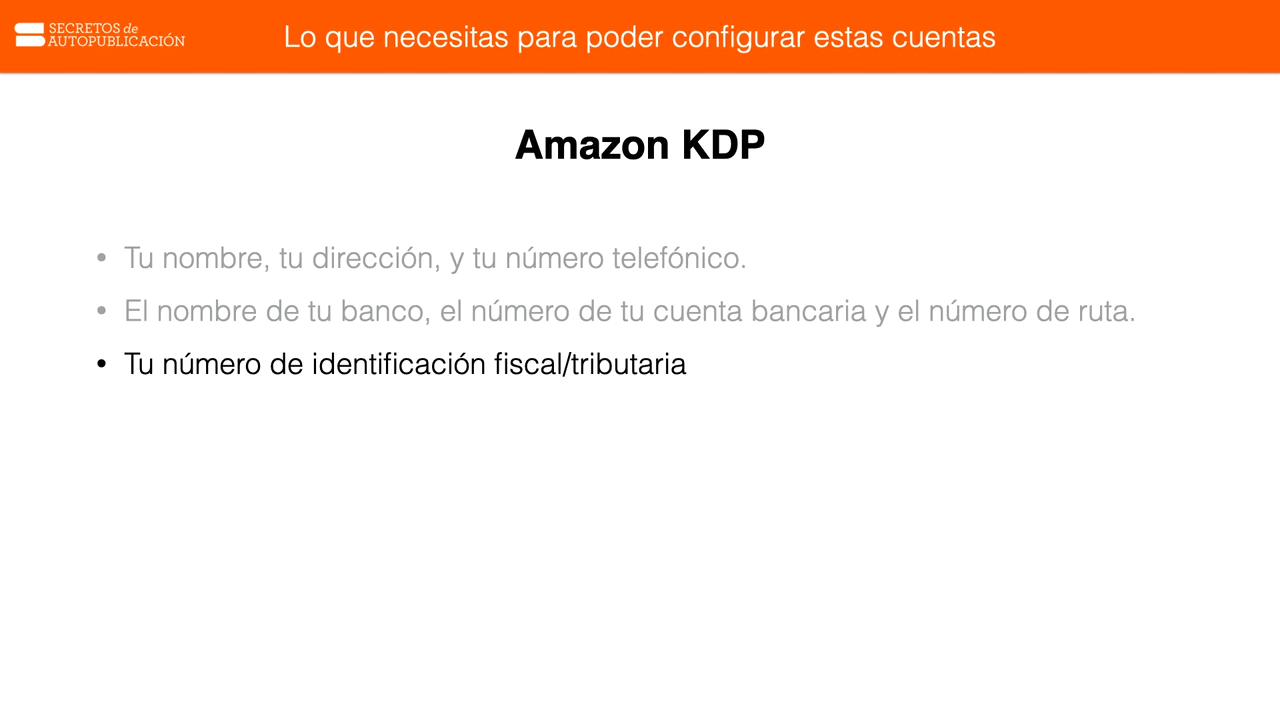 SECRETOS de
AUTOPUBLICACIÓN
Lo que necesitas para poder configurar estas cuentas
Amazon KDP
• Tu nombre, tu dirección, y tu número telefónico.
• El nombre de tu banco, el número de tu cuenta bancaria y el número de ruta.
• Tu número de identificación fiscal/tributaria